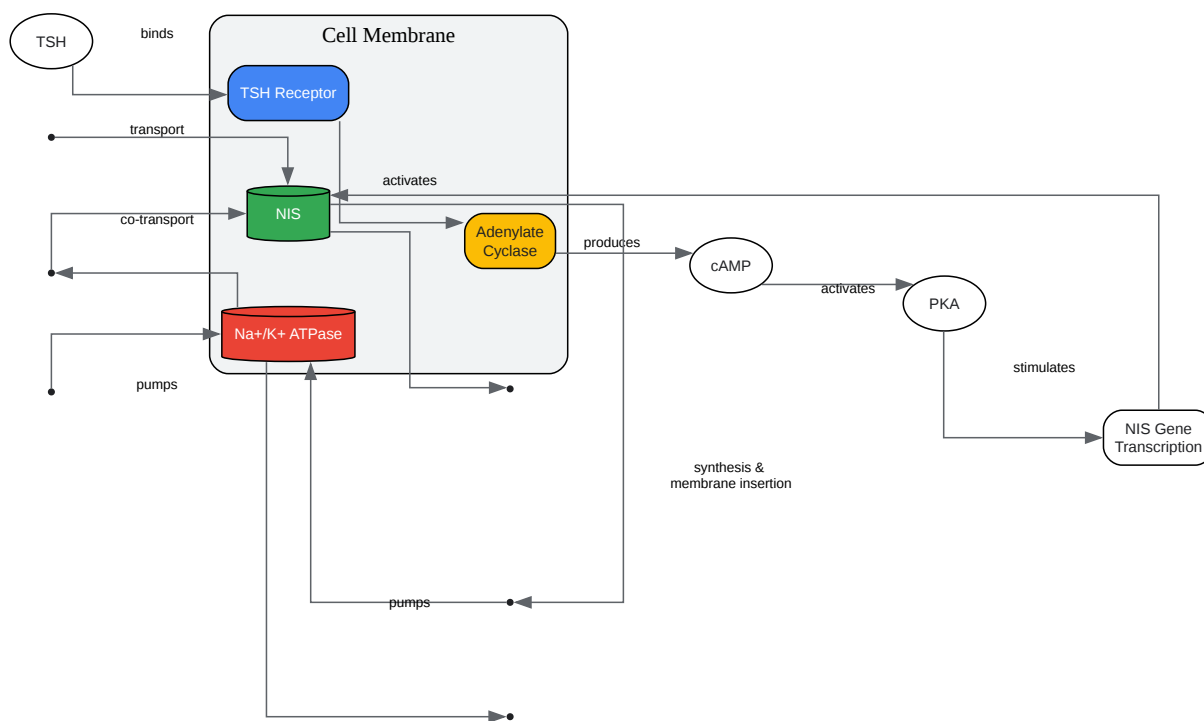 TSH
binds
Cell Membrane
TSH Receptor
transport
activates
NIS
co-transport
Adenylate
Cyclase
produces
cAMP
activates
PKA
Na+/K+ ATPase
pumps
stimulates
NIS Gene
Transcription
synthesis &
membrane insertion
pumps